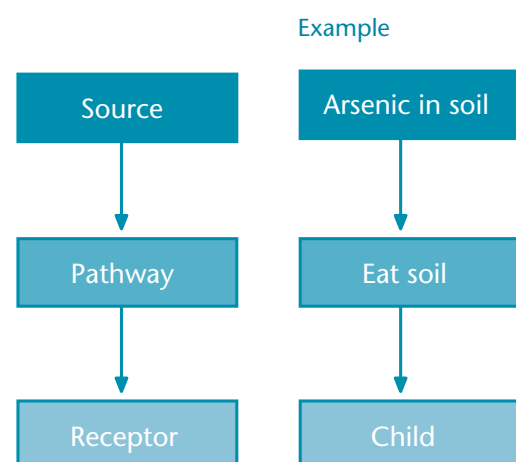 Example
Source
Arsenic in soil
Pathway
Eat soil
Receptor
Child